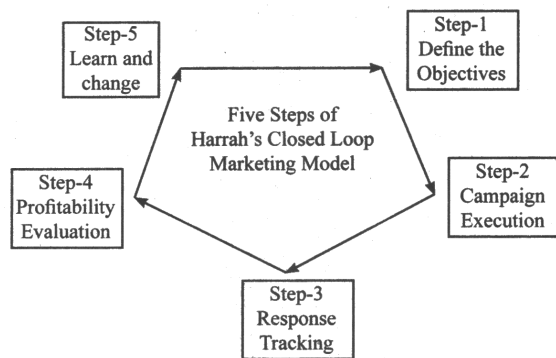 Five Steps of
Harrah's Closed Loop
Marketing Model
Step-1
Define the
Objectives
Step-2
Campaign
Execution
Step-3
Response
Tracking
Step-4
Profitability
Evaluation
Step-5
Learn and
change